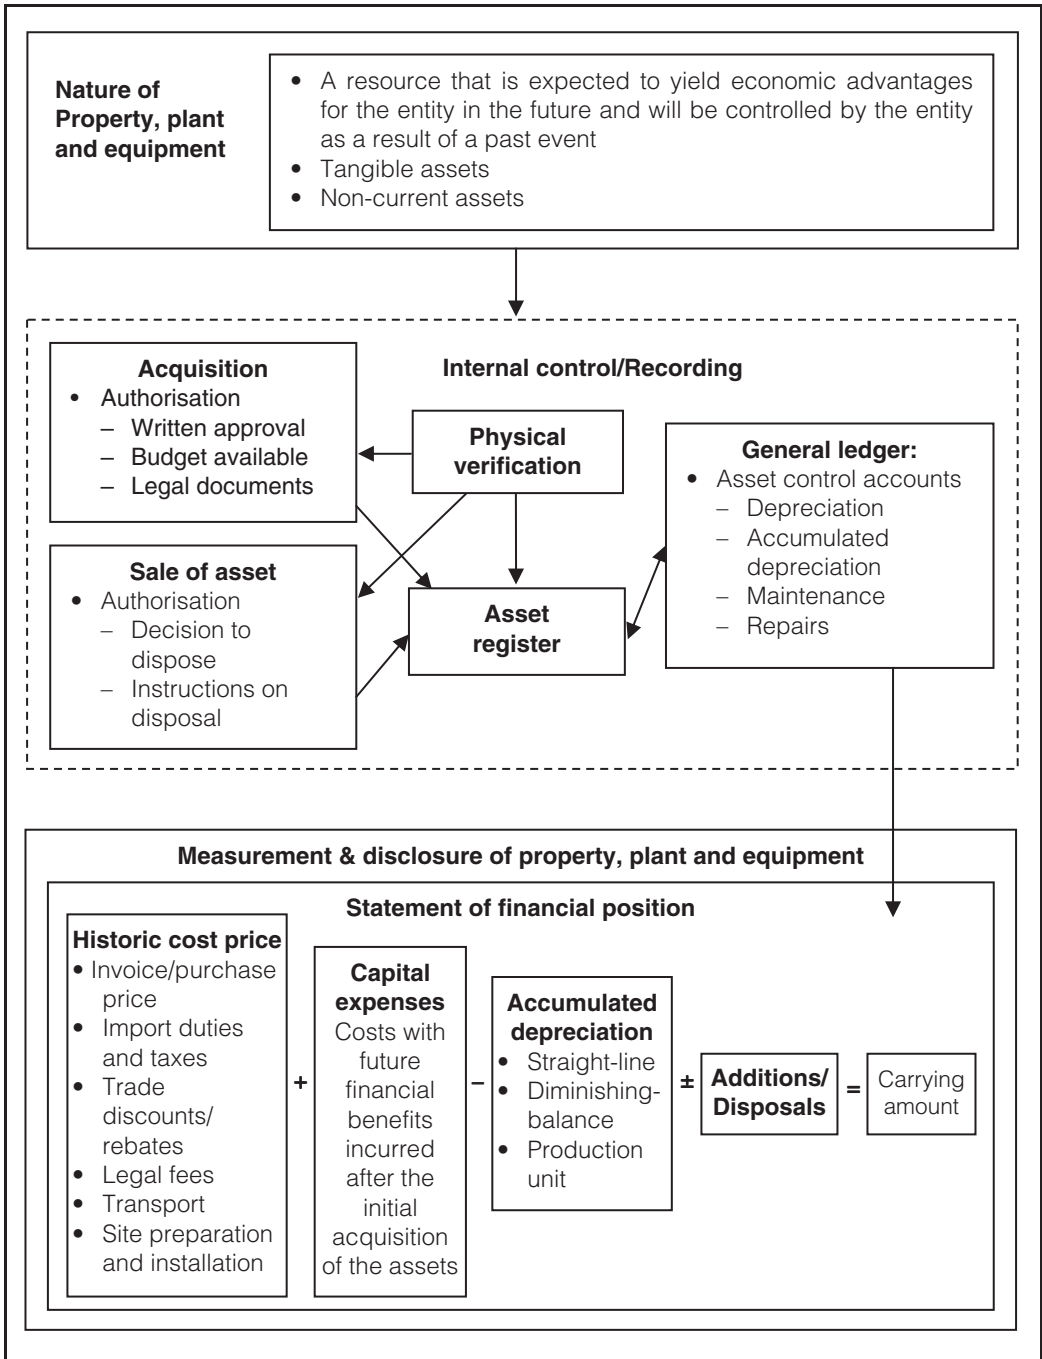 Nature of
Property, plant
and equipment
• A resource that is expected to yield economic advantages
for the entity in the future and will be controlled by the entity
as a result of a past event
• Tangible assets
• Non-current assets
Acquisition
• Authorisation
– Written approval
– Budget available
– Legal documents
Internal control/Recording
Physical
verification
General ledger:
• Asset control accounts
– Depreciation
– Accumulated
depreciation
– Maintenance
– Repairs
Sale of asset
• Authorisation
– Decision to
dispose
– Instructions on
disposal
Asset
register
Measurement & disclosure of property, plant and equipment
Statement of financial position
Historic cost price
• Invoice/purchase
price
• Import duties
and taxes
• Trade
discounts/
rebates
• Legal fees
• Transport
• Site preparation
and installation
+
Capital
expenses
Costs with
future
financial
benefits
incurred
after the
initial
acquisition
of the assets
–
Accumulated
depreciation
• Straight-line
• Diminishing-
balance
• Production
unit
±
Additions/
Disposals
=
Carrying
amount